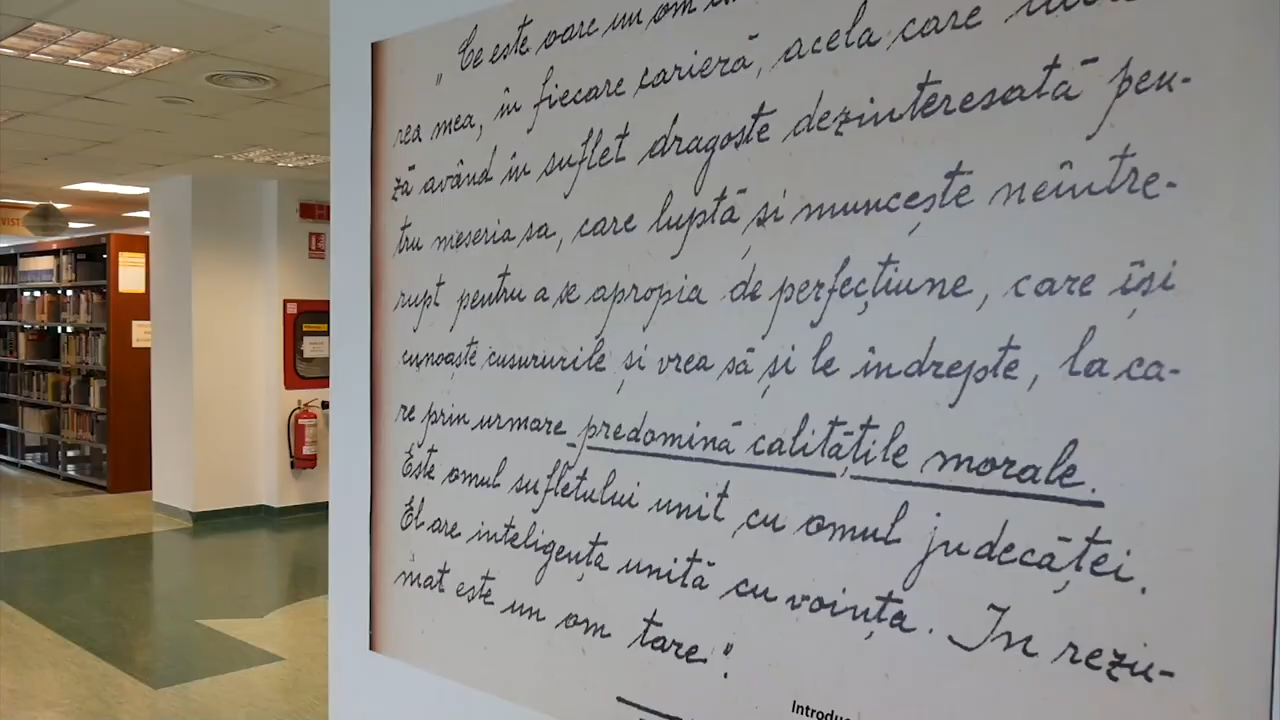 VIST
H
„Ce este oare un om
rea mea, în fiecare carieră, acela care
ză având în suflet dragoste dezinteresată pen-
tru meseria sa, care luptă și muncește neîntre-
rupt pentru a se apropia de perfecțiune, care își
cunoaște cusururile și vrea să și le îndrepte, la ca-
re prin urmare predomină calitățile morale.
Este omul sufletului unit cu omul judecăței.
El are inteligența unită cu voința. În rezu-
mat este un om tare."
Introduc